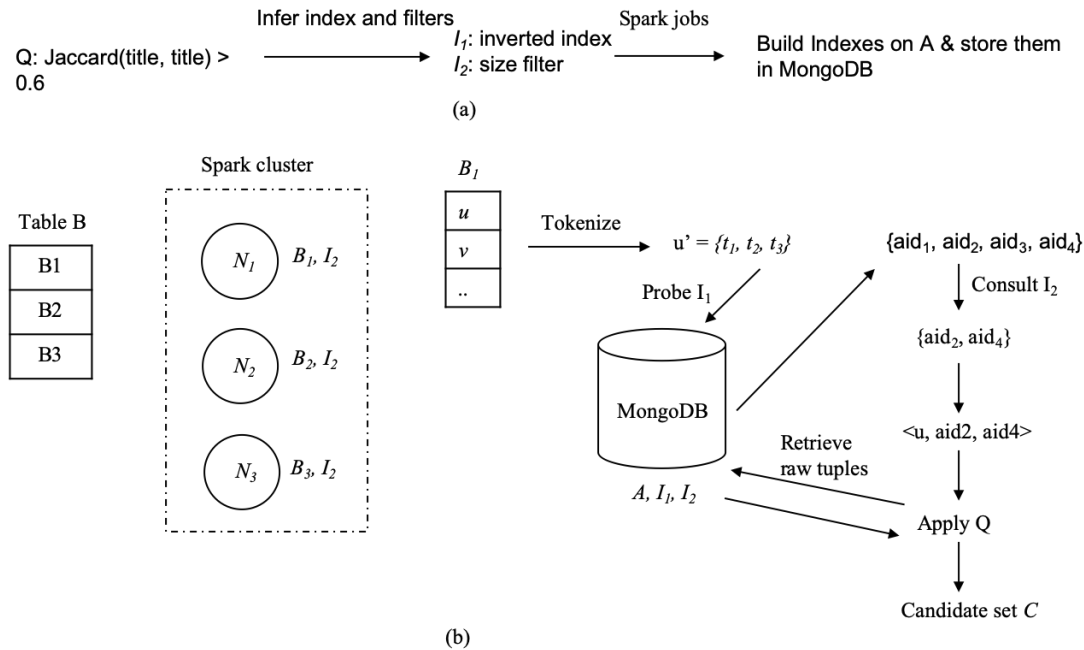 Q: Jaccard(title, title) >
0.6
Infer index and filters
I₁: inverted index
I₂: size filter
Spark jobs
Build Indexes on A & store them
in MongoDB
(a)
Table B
B1
B2
B3
Spark cluster
N₁
B₁, I₂
N₂
B₂, I₂
N₃
B₃, I₂
B₁
u
v
..
Tokenize
u’ = {t₁, t₂, t₃}
Probe I₁
MongoDB
A, I₁, I₂
{aid₁, aid₂, aid₃, aid₄}
Consult I₂
{aid₂, aid₄}
<u, aid2, aid4>
Retrieve
raw tuples
Apply Q
Candidate set C
(b)